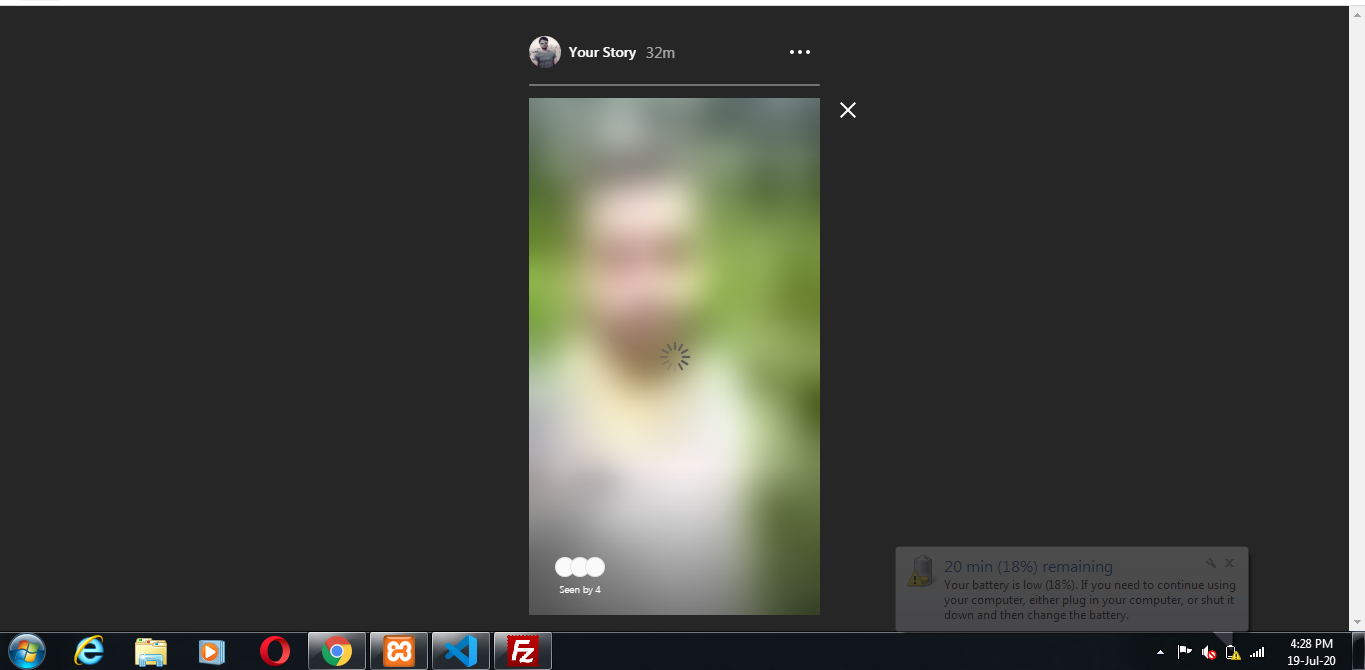 Your Story 32m
Seen by 4
20 min (18%) remaining
Your battery is low (18%). If you need to continue using
your computer, either plug in your computer, or shut it
down and then change the battery.
4:28 PM
19-Jul-20